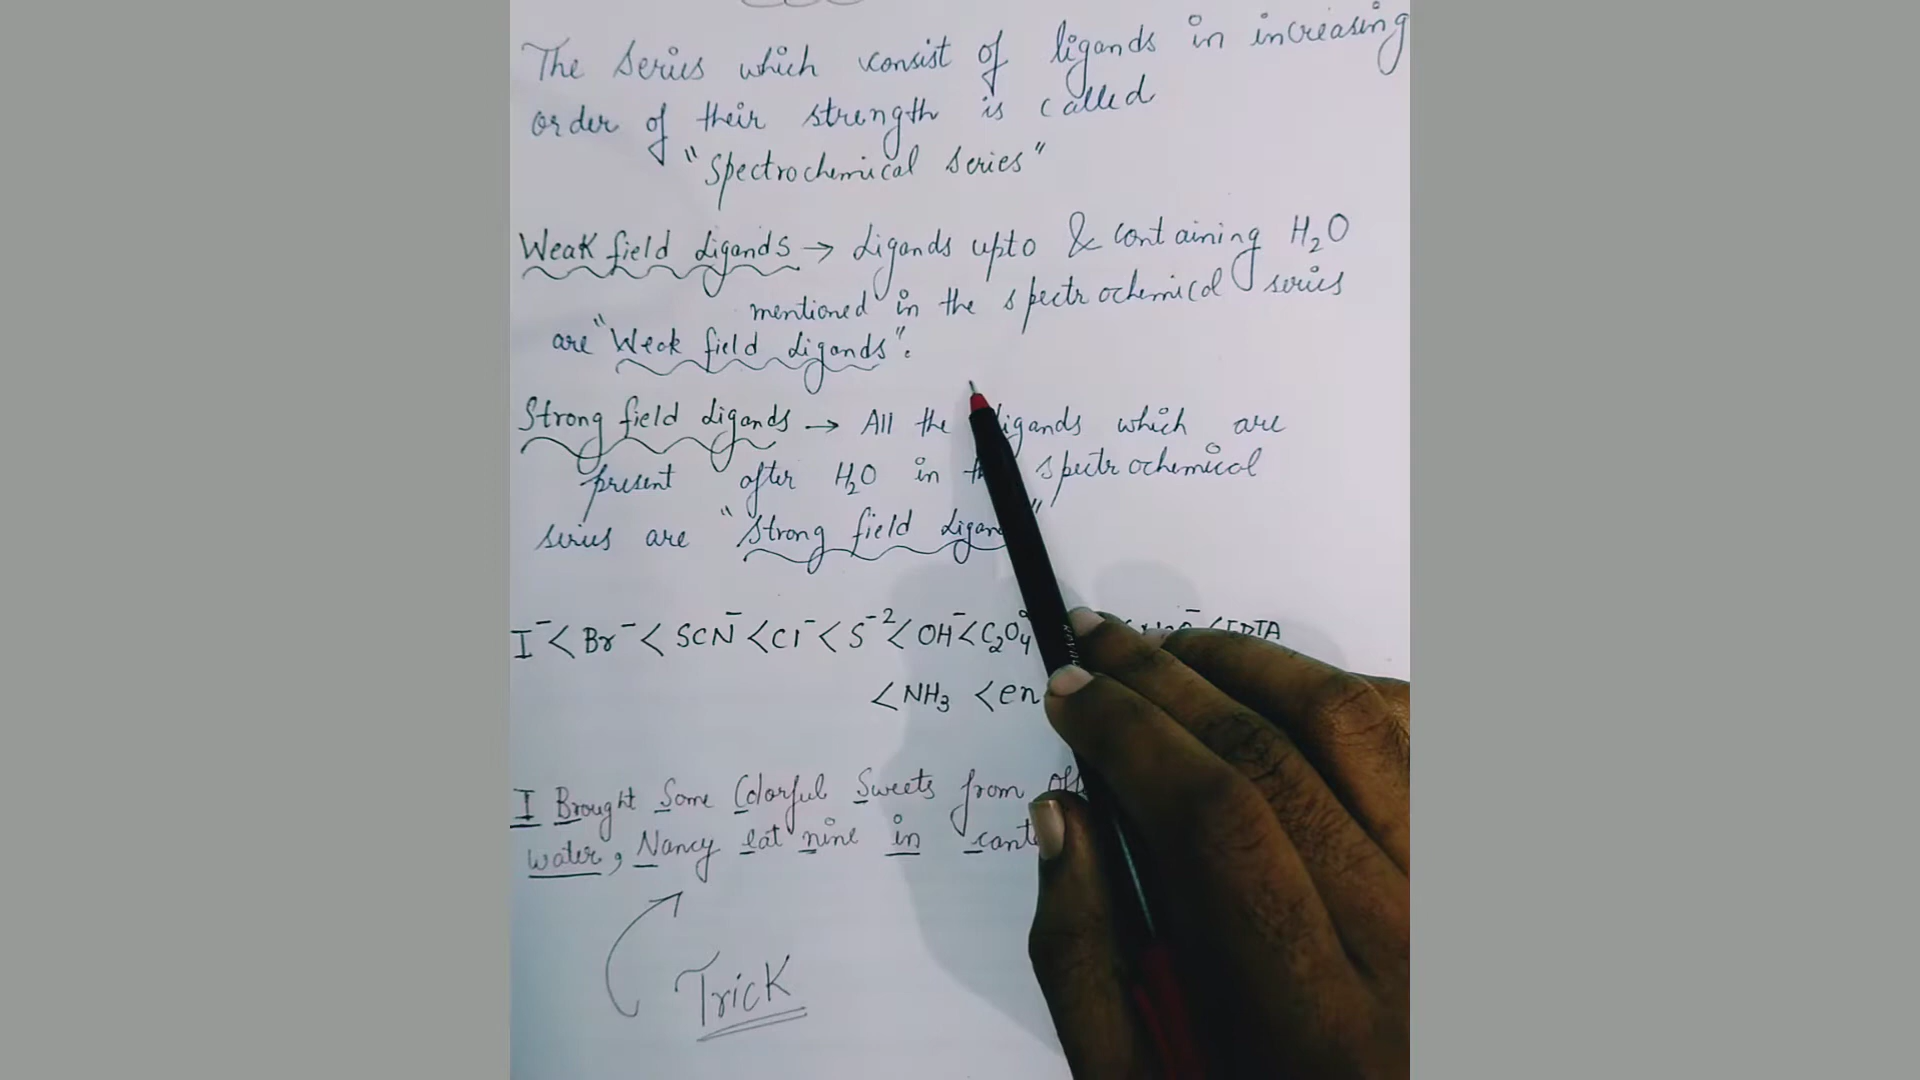 The series which consist of ligands in increasing
order of their strength is called
"Spectrochemical series"
Weak field Ligands → Ligands upto & containing H₂O
mentioned in the spectrochemical series
are "Weak field Ligands".
Strong field Ligands → All the ligands which are
present after H₂O in the spectrochemical
series are "Strong field Ligand"
I⁻ < Br⁻ < SCN⁻ < Cl⁻ < S⁻² < OH⁻ < C₂O₄ < EDTA
< NH₃ < en
I Brought Some Colorful Sweets from
water, Nancy eat nine in
Trick